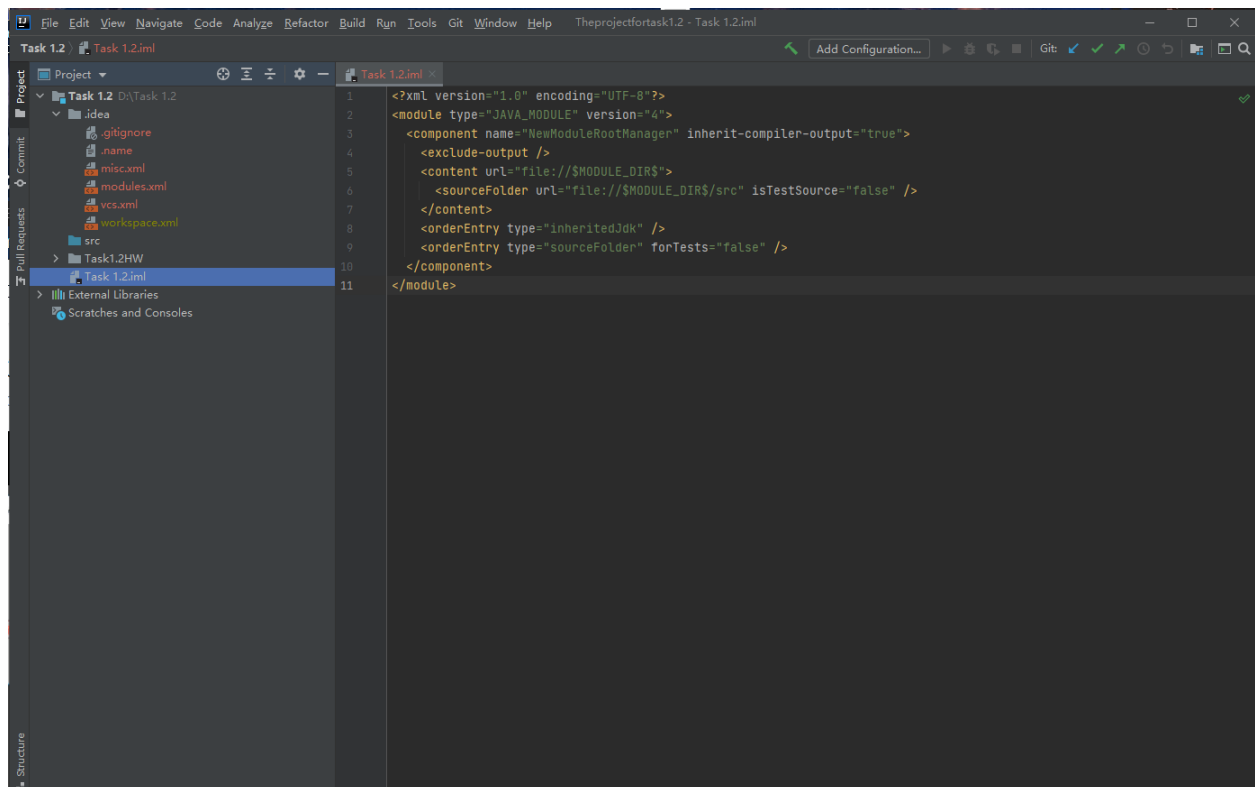 File Edit View Navigate Code Analyze Refactor Build Run Tools Git Window Help Theprojectfortask1.2 - Task 1.2.iml
Task 1.2 Task 1.2.iml Add Configuration... Git:
Project Task 1.2.iml
Task 1.2 D:\Task 1.2
.idea
.gitignore
.name
misc.xml
modules.xml
vcs.xml
workspace.xml
src
Task1.2HW
Task 1.2.iml
External Libraries
Scratches and Consoles
Project
Commit
Pull Requests
Structure
1 <?xml version="1.0" encoding="UTF-8"?>
2 <module type="JAVA_MODULE" version="4">
3 <component name="NewModuleRootManager" inherit-compiler-output="true">
4 <exclude-output />
5 <content url="file://$MODULE_DIR$">
6 <sourceFolder url="file://$MODULE_DIR$/src" isTestSource="false" />
7 </content>
8 <orderEntry type="inheritedJdk" />
9 <orderEntry type="sourceFolder" forTests="false" />
10 </component>
11 </module>